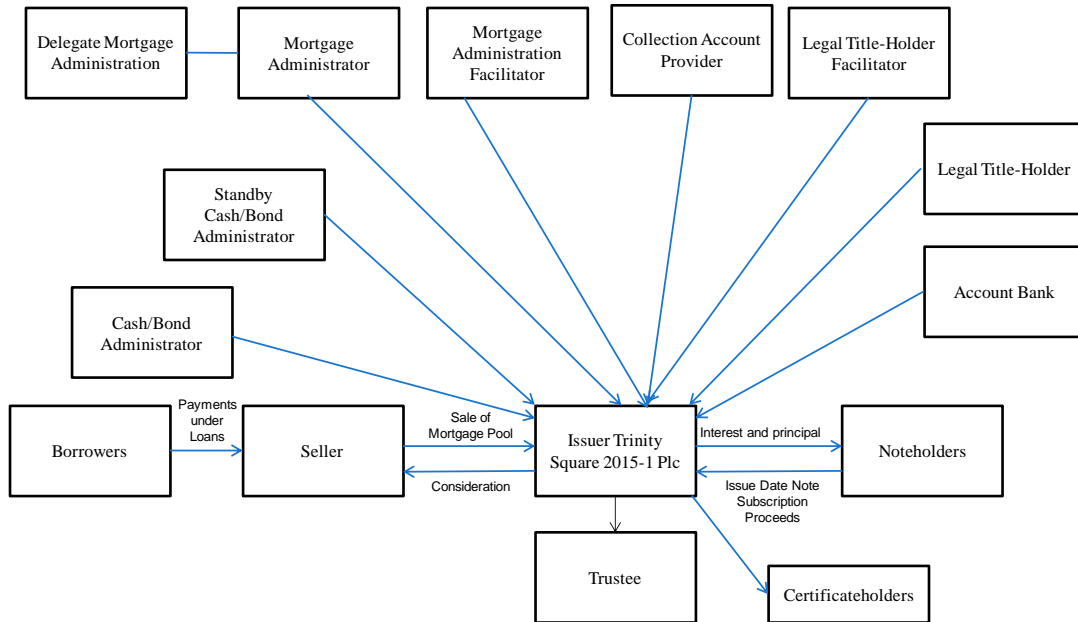 Delegate Mortgage
Administration
Mortgage
Administrator
Mortgage
Administration
Facilitator
Collection Account
Provider
Legal Title-Holder
Facilitator
Legal Title-Holder
Standby
Cash/Bond
Administrator
Account Bank
Cash/Bond
Administrator
Borrowers
Payments
under
Loans
Seller
Sale of
Mortgage Pool
Consideration
Issuer Trinity
Square 2015-1 Plc
Interest and principal
Issue Date Note
Subscription
Proceeds
Noteholders
Trustee
Certificateholders